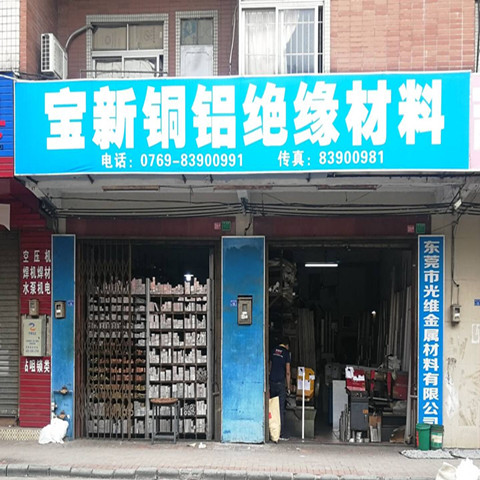 宝新铜铝绝缘材料
电话：0769-83900991 传真：83900981
空压机
焊机焊材
水泵机电
东莞市光维金属材料有限公司